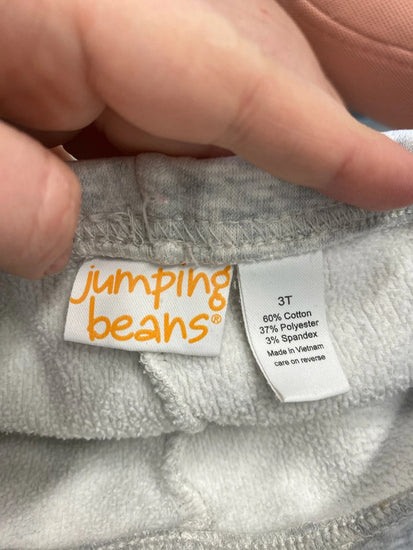 jumping
beans®
3T
60% Cotton
37% Polyester
3% Spandex
Made in Vietnam
care on reverse